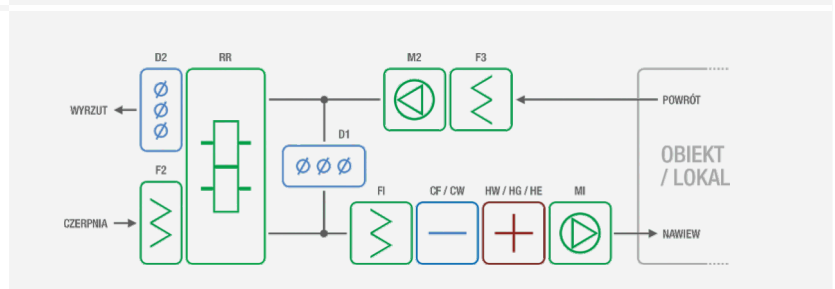 D2
RR
M2
F3
WYRZUT
POWRÓT
D1
OBIEKT
/ LOKAL
F2
FI
CF / CW
HW / HG / HE
MI
CZERPNIA
NAWIEW